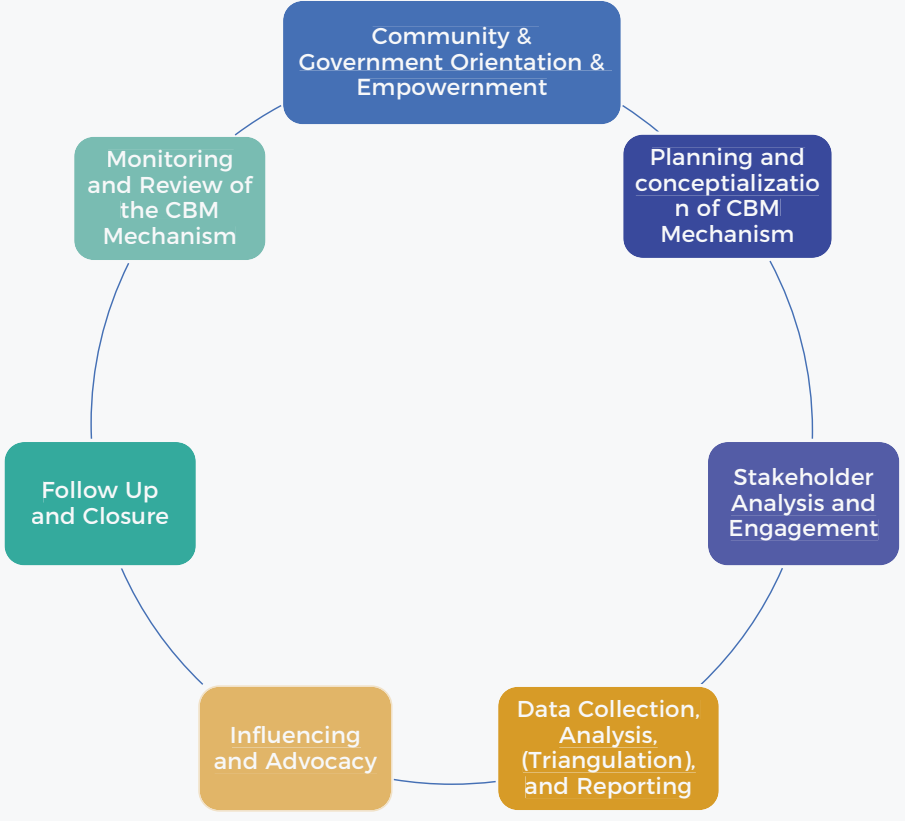 Community &
Government Orientation &
Empowernment
Planning and
conceptializatio
n of CBM
Mechanism
Stakeholder
Analysis and
Engagement
Data Collection,
Analysis,
(Triangulation),
and Reporting
Influencing
and Advocacy
Follow Up
and Closure
Monitoring
and Review of
the CBM
Mechanism